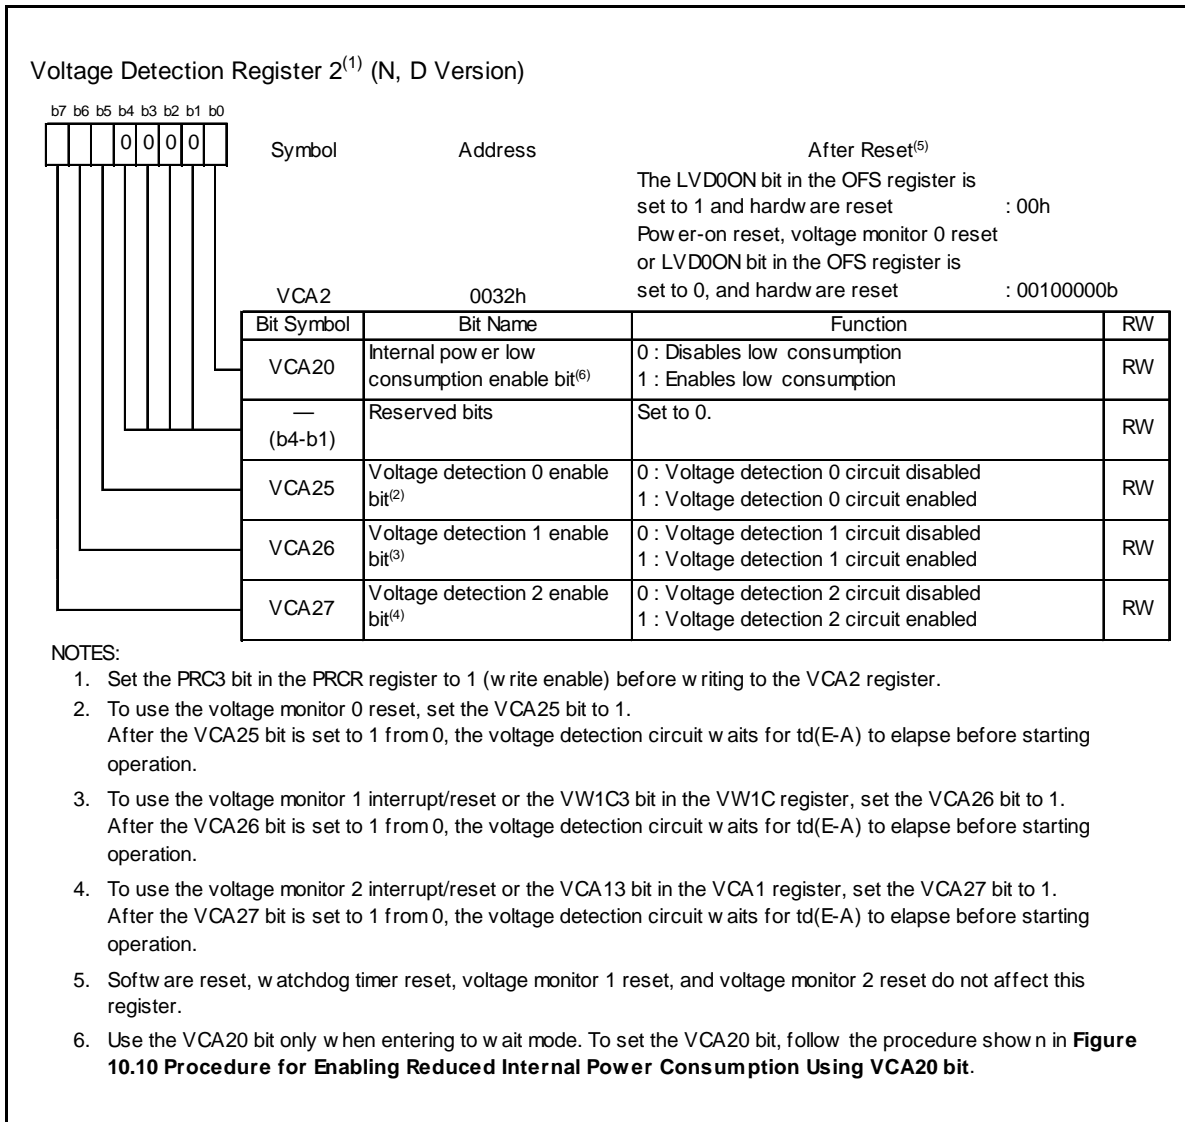 Voltage Detection Register 2(1) (N, D Version)
b7 b6 b5 b4 b3 b2 b1 b0
0 0 0 0
Symbol Address After Reset(5)
The LVD0ON bit in the OFS register is
set to 1 and hardware reset : 00h
Power-on reset, voltage monitor 0 reset
or LVD0ON bit in the OFS register is
VCA2 0032h set to 0, and hardware reset : 00100000b
Bit Symbol Bit Name Function RW
VCA20 Internal power low consumption enable bit(6) 0 : Disables low consumption RW
1 : Enables low consumption
— Reserved bits Set to 0. RW
(b4-b1)
VCA25 Voltage detection 0 enable bit(2) 0 : Voltage detection 0 circuit disabled RW
1 : Voltage detection 0 circuit enabled
VCA26 Voltage detection 1 enable bit(3) 0 : Voltage detection 1 circuit disabled RW
1 : Voltage detection 1 circuit enabled
VCA27 Voltage detection 2 enable bit(4) 0 : Voltage detection 2 circuit disabled RW
1 : Voltage detection 2 circuit enabled
NOTES:
1. Set the PRC3 bit in the PRCR register to 1 (write enable) before writing to the VCA2 register.
2. To use the voltage monitor 0 reset, set the VCA25 bit to 1.
After the VCA25 bit is set to 1 from 0, the voltage detection circuit waits for td(E-A) to elapse before starting
operation.
3. To use the voltage monitor 1 interrupt/reset or the VW1C3 bit in the VW1C register, set the VCA26 bit to 1.
After the VCA26 bit is set to 1 from 0, the voltage detection circuit waits for td(E-A) to elapse before starting
operation.
4. To use the voltage monitor 2 interrupt/reset or the VCA13 bit in the VCA1 register, set the VCA27 bit to 1.
After the VCA27 bit is set to 1 from 0, the voltage detection circuit waits for td(E-A) to elapse before starting
operation.
5. Software reset, watchdog timer reset, voltage monitor 1 reset, and voltage monitor 2 reset do not affect this
register.
6. Use the VCA20 bit only when entering to wait mode. To set the VCA20 bit, follow the procedure shown in Figure
10.10 Procedure for Enabling Reduced Internal Power Consumption Using VCA20 bit.